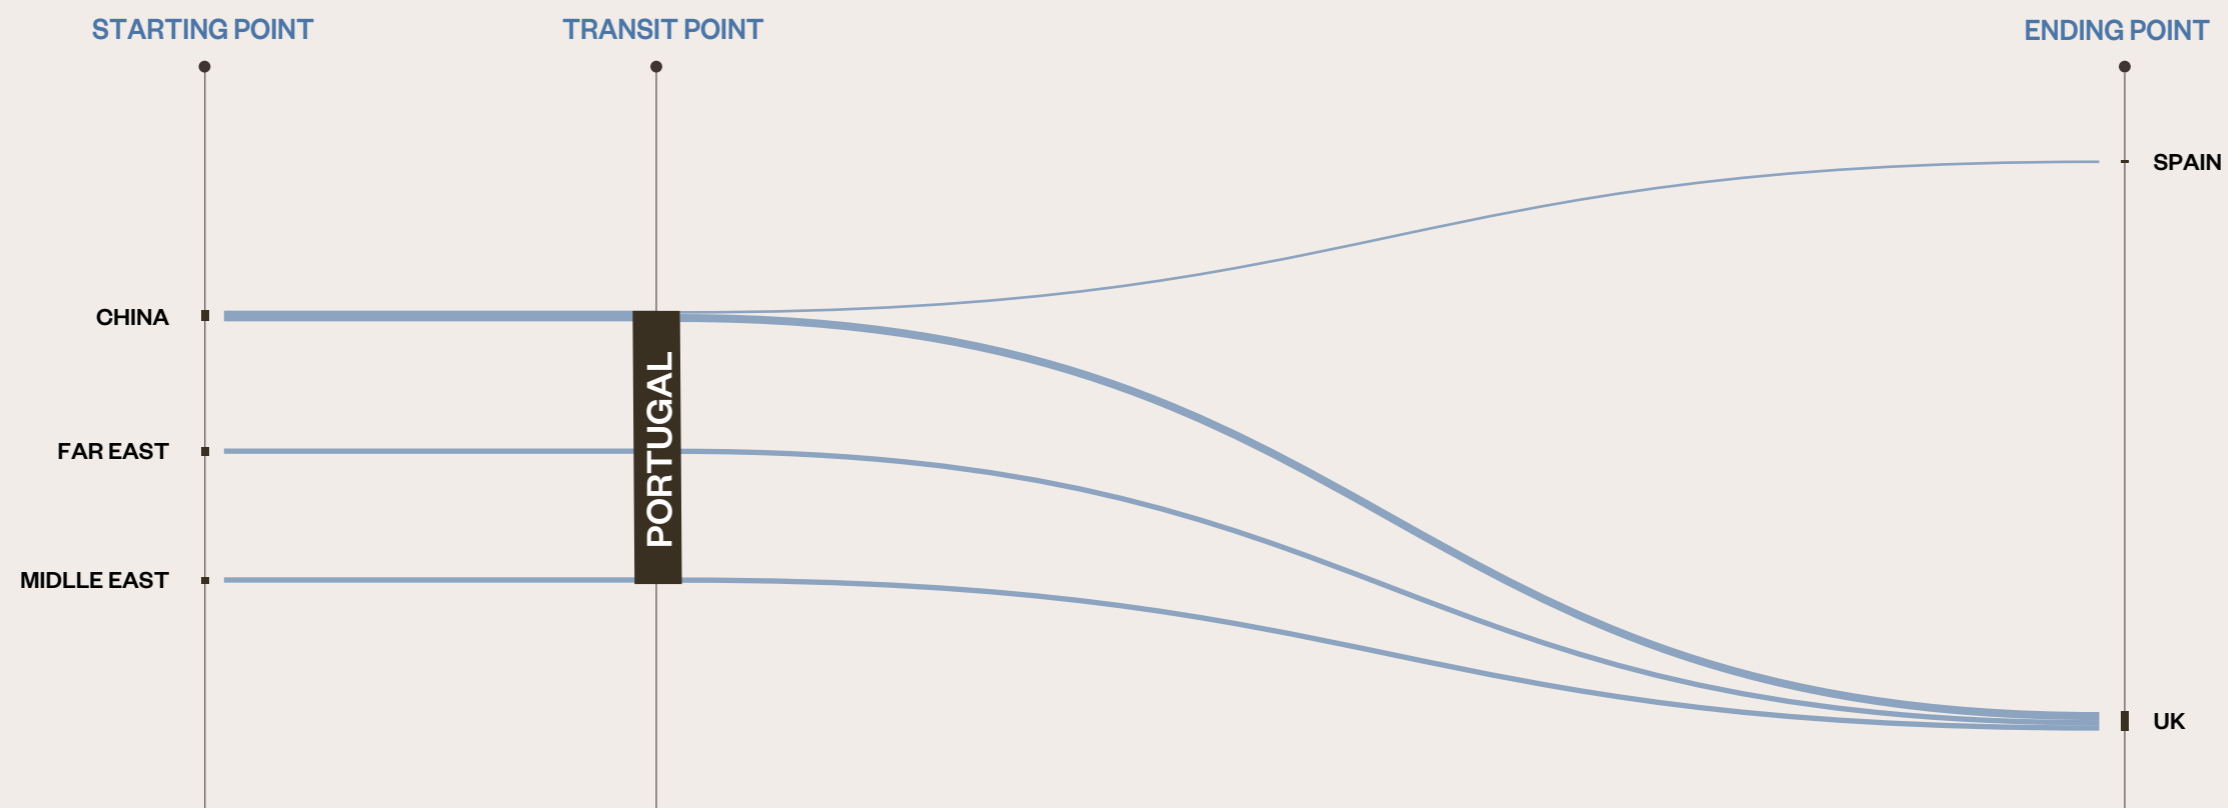 STARTING POINT
TRANSIT POINT
ENDING POINT
SPAIN
CHINA
PORTUGAL
FAR EAST
MIDLLE EAST
UK